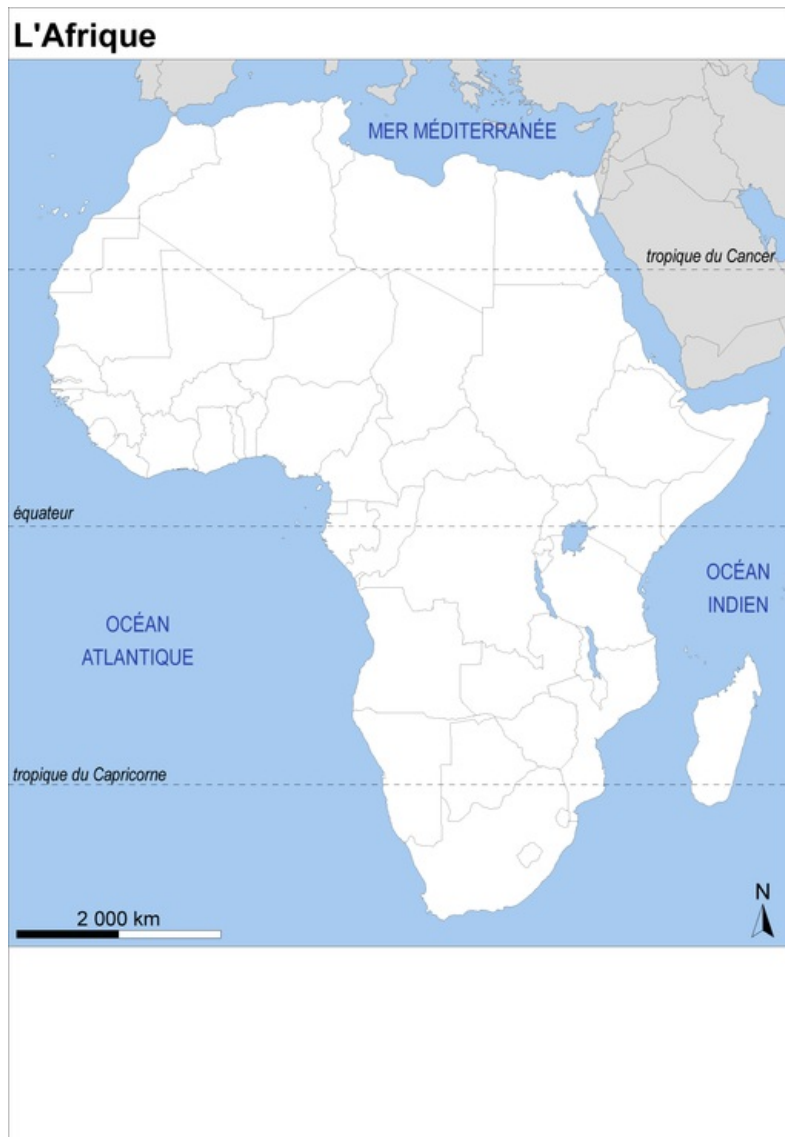 L'Afrique
MER MÉDITERRANÉE
tropique du Cancer
équateur
OCÉAN
INDIEN
OCÉAN
ATLANTIQUE
tropique du Capricorne
2 000 km
N